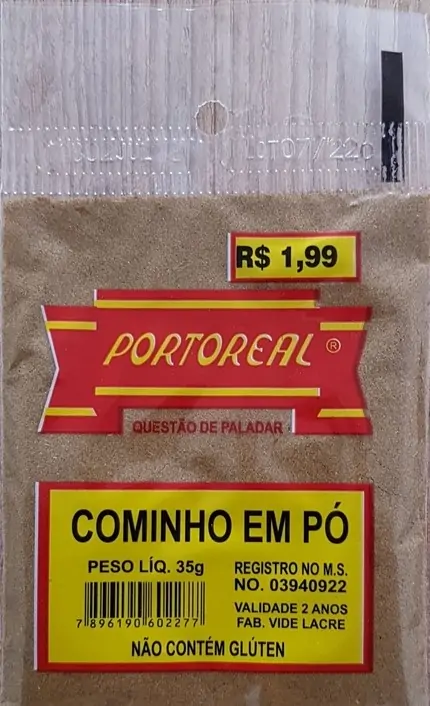 R$ 1,99
PORTOREAL ®
QUESTÃO DE PALADAR
COMINHO EM PÓ
PESO LÍQ. 35g
REGISTRO NO M.S.
NO. 03940922
7 896190 602277
VALIDADE 2 ANOS
FAB. VIDE LACRE
NÃO CONTÉM GLÚTEN